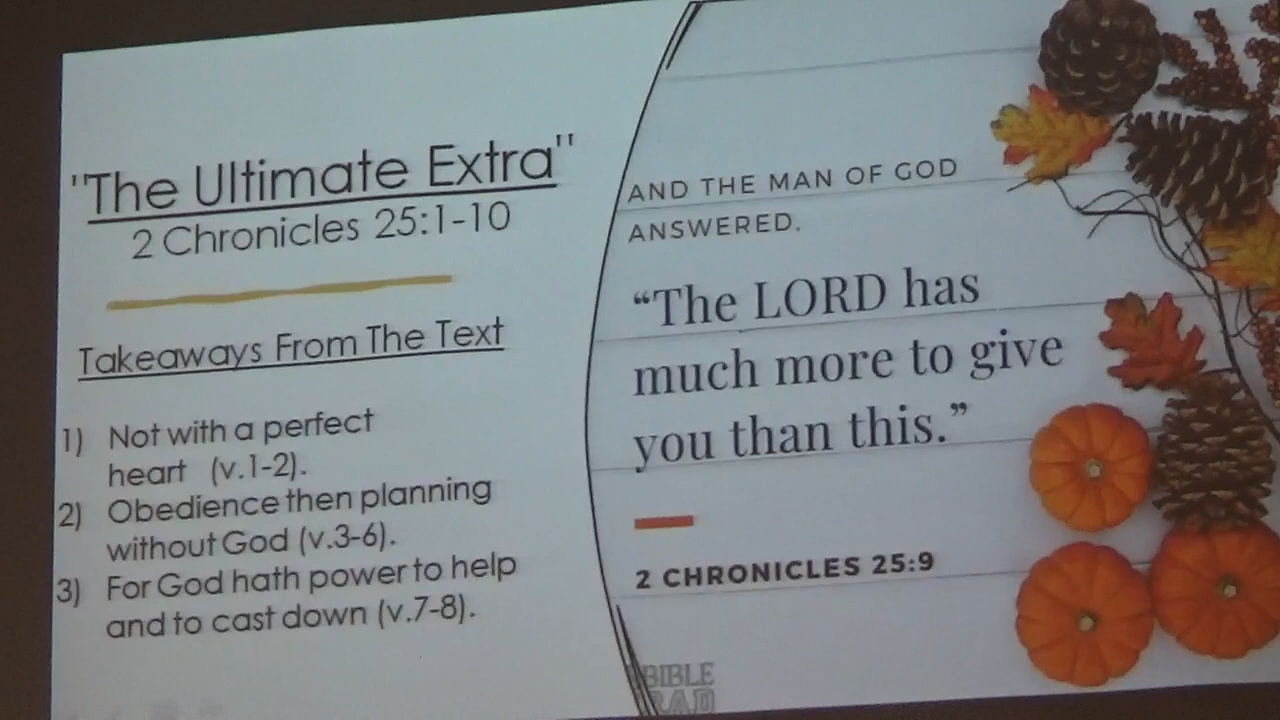 "The Ultimate Extra"
2 Chronicles 25:1-10
Takeaways From The Text
1) Not with a perfect
heart (v.1-2).
2) Obedience then planning
without God (v.3-6).
3) For God hath power to help
and to cast down (v.7-8).
AND THE MAN OF GOD
ANSWERED,
“The LORD has
much more to give
you than this.”
2 CHRONICLES 25:9
BIBLE